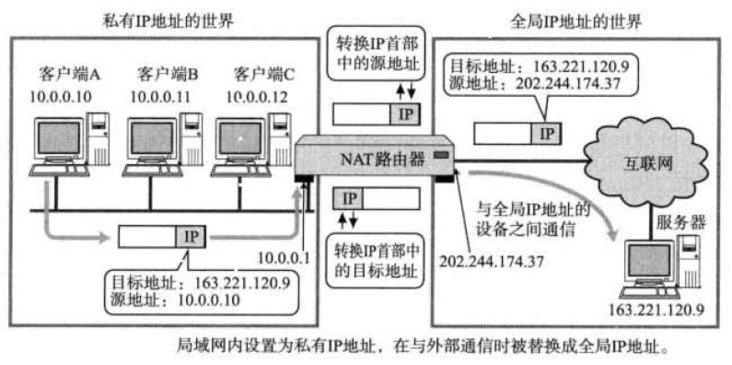 私有IP地址的世界
全局IP地址的世界
客户端A
10.0.0.10
客户端B
10.0.0.11
客户端C
10.0.0.12
转换IP首部
中的源地址
IP
目标地址：163.221.120.9
源地址：202.244.174.37
IP
NAT路由器
互联网
IP
IP
与全局IP地址的
设备之间通信
服务器
10.0.0.1
转换IP首部中
的目标地址
202.244.174.37
目标地址：163.221.120.9
源地址：10.0.0.10
163.221.120.9
局域网内设置为私有IP地址，在与外部通信时被替换成全局IP地址。